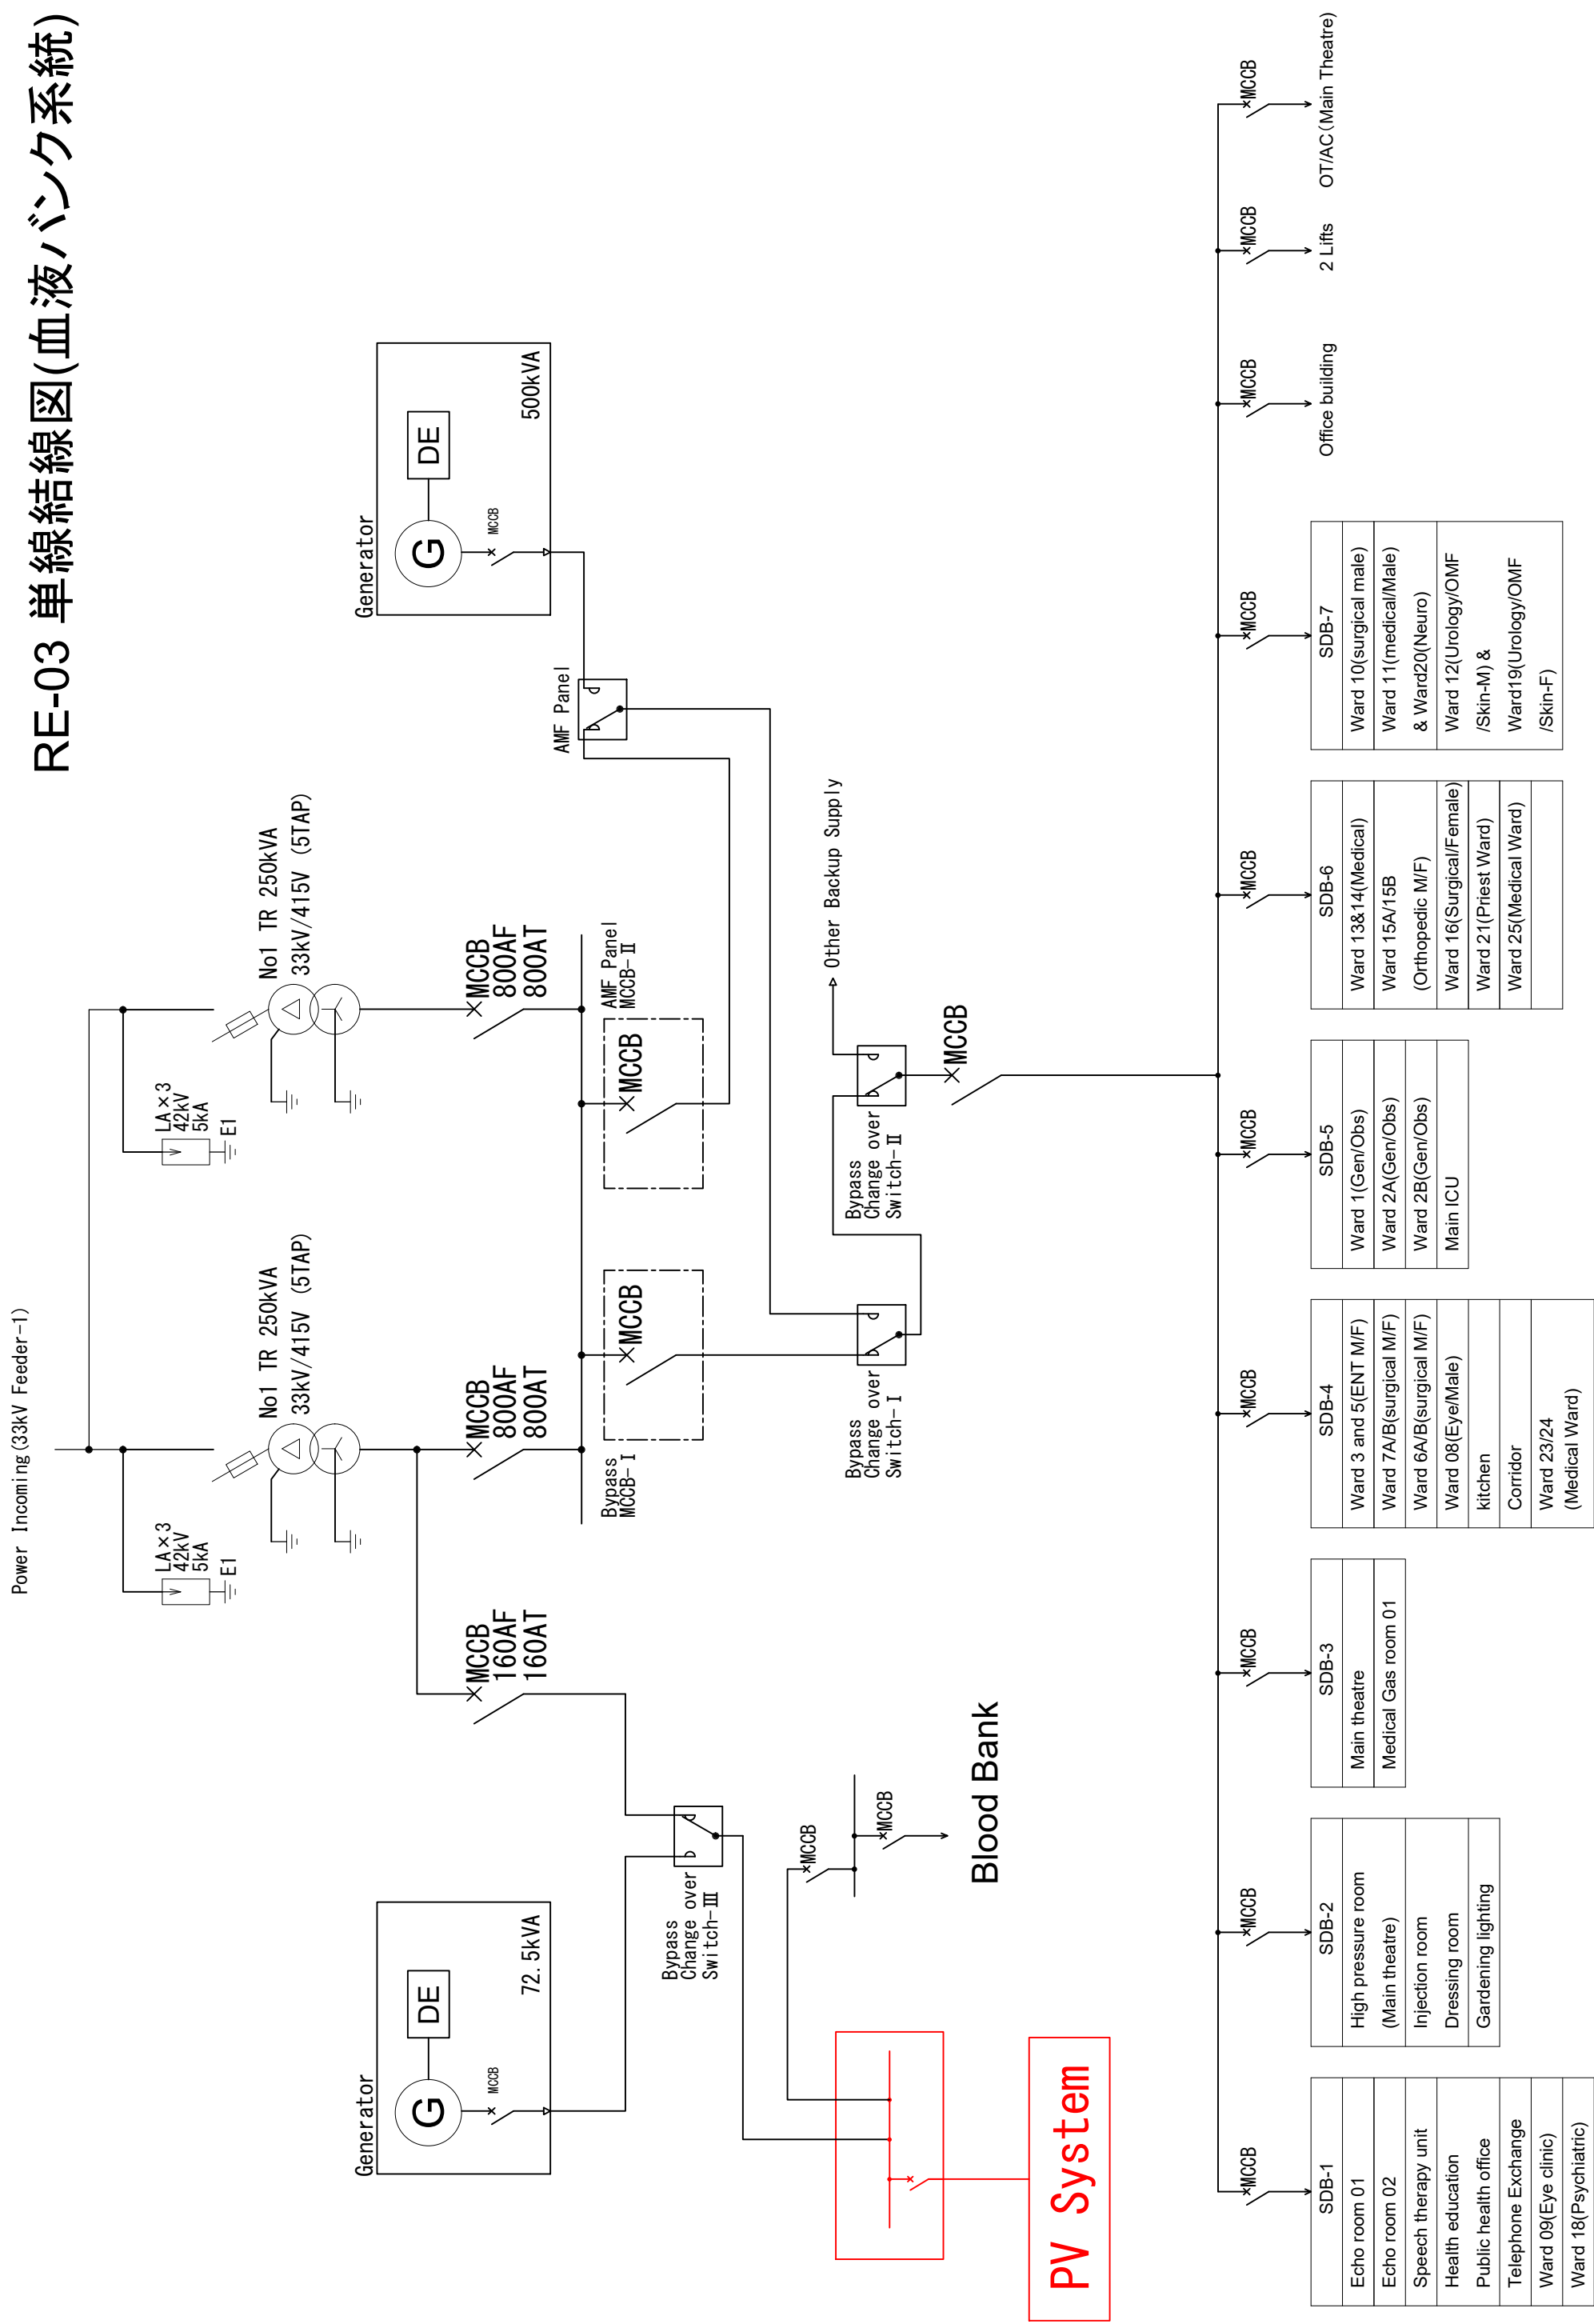 RE-03 単線結線図(血液バンク系統)
Power Incoming(33kV Feeder-1)
LA×3
42kV
5kA
E1
No1 TR 250kVA
33kV/415V (5TAP)
LA×3
42kV
5kA
E1
No1 TR 250kVA
33kV/415V (5TAP)
Generator
G
DE
MCCB
72.5kVA
MCCB
160AF
160AT
MCCB
800AF
800AT
MCCB
800AF
800AT
Generator
G
DE
MCCB
500kVA
AMF Panel
Bypass
MCCB-Ⅰ
MCCB
AMF Panel
MCCB-Ⅱ
MCCB
Bypass
Change over
Switch-Ⅲ
Bypass
Change over
Switch-Ⅰ
Bypass
Change over
Switch-Ⅱ
Other Backup Supply
MCCB
MCCB
MCCB
Blood Bank
PV System
MCCB
MCCB
MCCB
MCCB
MCCB
MCCB
MCCB
MCCB
MCCB
MCCB
SDB-1
Echo room 01
Echo room 02
Speech therapy unit
Health education
Public health office
Telephone Exchange
Ward 09(Eye clinic)
Ward 18(Psychiatric)
SDB-2
High pressure room
(Main theatre)
Injection room
Dressing room
Gardening lighting
SDB-3
Main theatre
Medical Gas room 01
SDB-4
Ward 3 and 5(ENT M/F)
Ward 7A/B(surgical M/F)
Ward 6A/B(surgical M/F)
Ward 08(Eye/Male)
kitchen
Corridor
Ward 23/24
(Medical Ward)
SDB-5
Ward 1(Gen/Obs)
Ward 2A(Gen/Obs)
Ward 2B(Gen/Obs)
Main ICU
SDB-6
Ward 13&14(Medical)
Ward 15A/15B
(Orthopedic M/F)
Ward 16(Surgical/Female)
Ward 21(Priest Ward)
Ward 25(Medical Ward)
SDB-7
Ward 10(surgical male)
Ward 11(medical/Male)
& Ward20(Neuro)
Ward 12(Urology/OMF
/Skin-M) &
Ward19(Urology/OMF
/Skin-F)
Office building
2 Lifts
OT/AC(Main Theatre)